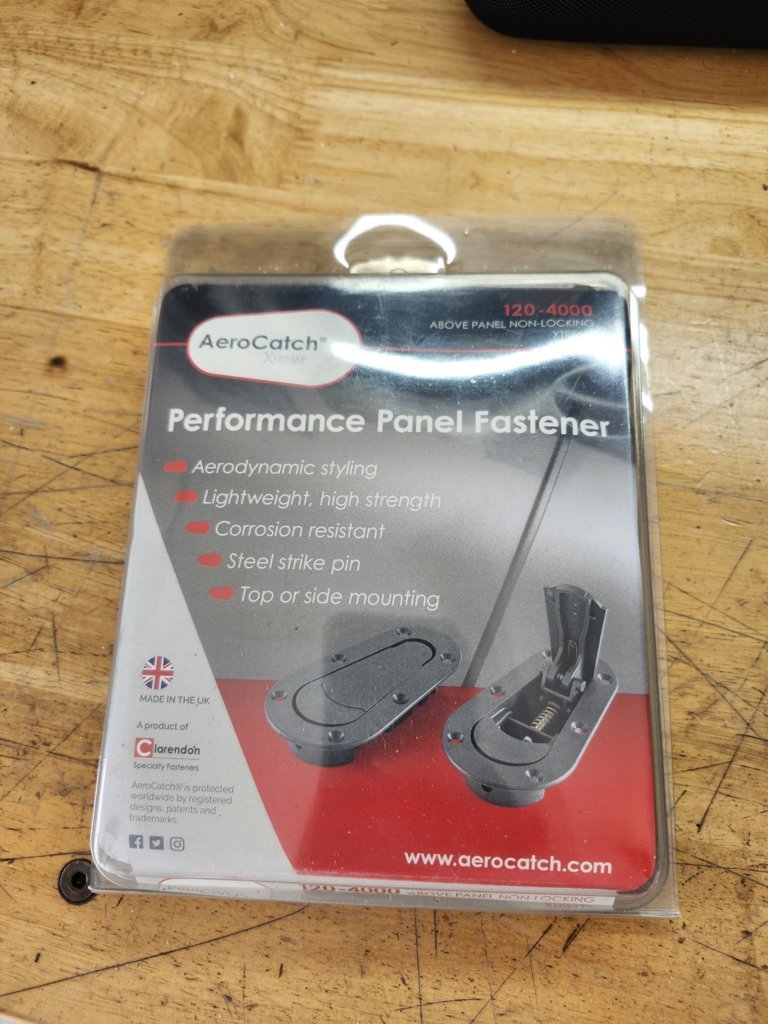 120-4000
ABOVE PANEL NON-LOCKING
AeroCatch®
XTREME
Performance Panel Fastener
Aerodynamic styling
Lightweight, high strength
Corrosion resistant
Steel strike pin
Top or side mounting
MADE IN THE UK
A product of
Clarendon
Specialty Fasteners
AeroCatch® is protected
worldwide by registered
designs, patents and
trademarks.
www.aerocatch.com
120-4000 ABOVE PANEL NON-LOCKING